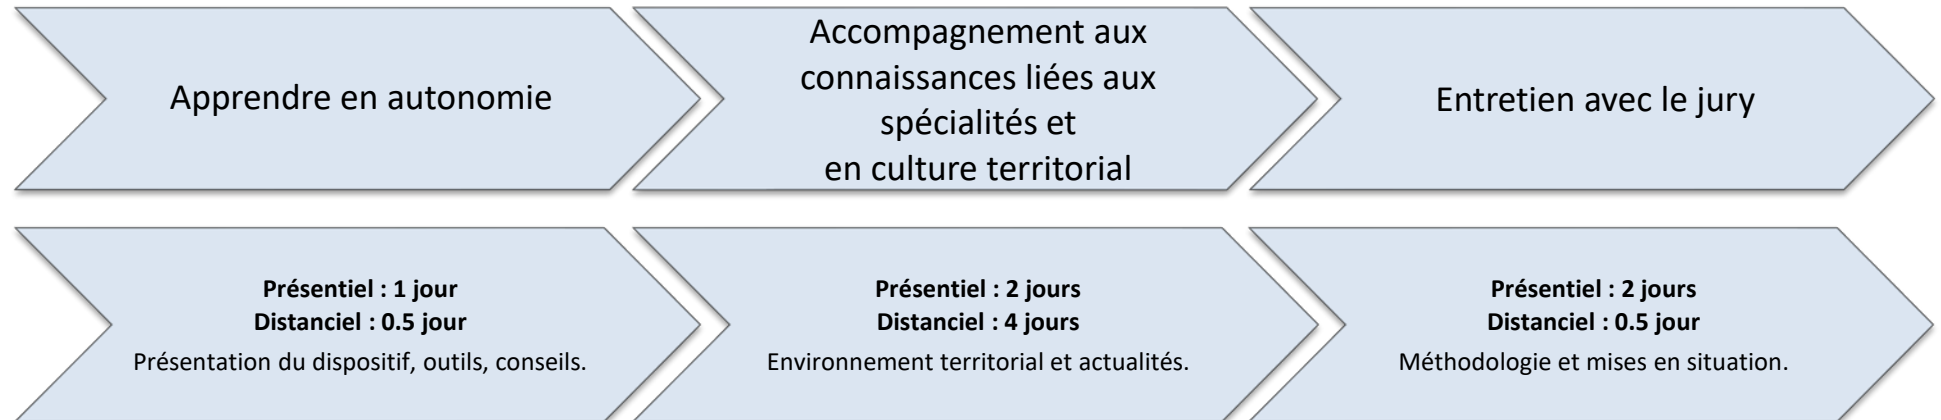 Apprendre en autonomie
Accompagnement aux
connaissances liées aux
spécialités et
en culture territorial
Entretien avec le jury
Présentiel : 1 jour
Distanciel : 0.5 jour
Présentation du dispositif, outils, conseils.
Présentiel : 2 jours
Distanciel : 4 jours
Environnement territorial et actualités.
Présentiel : 2 jours
Distanciel : 0.5 jour
Méthodologie et mises en situation.